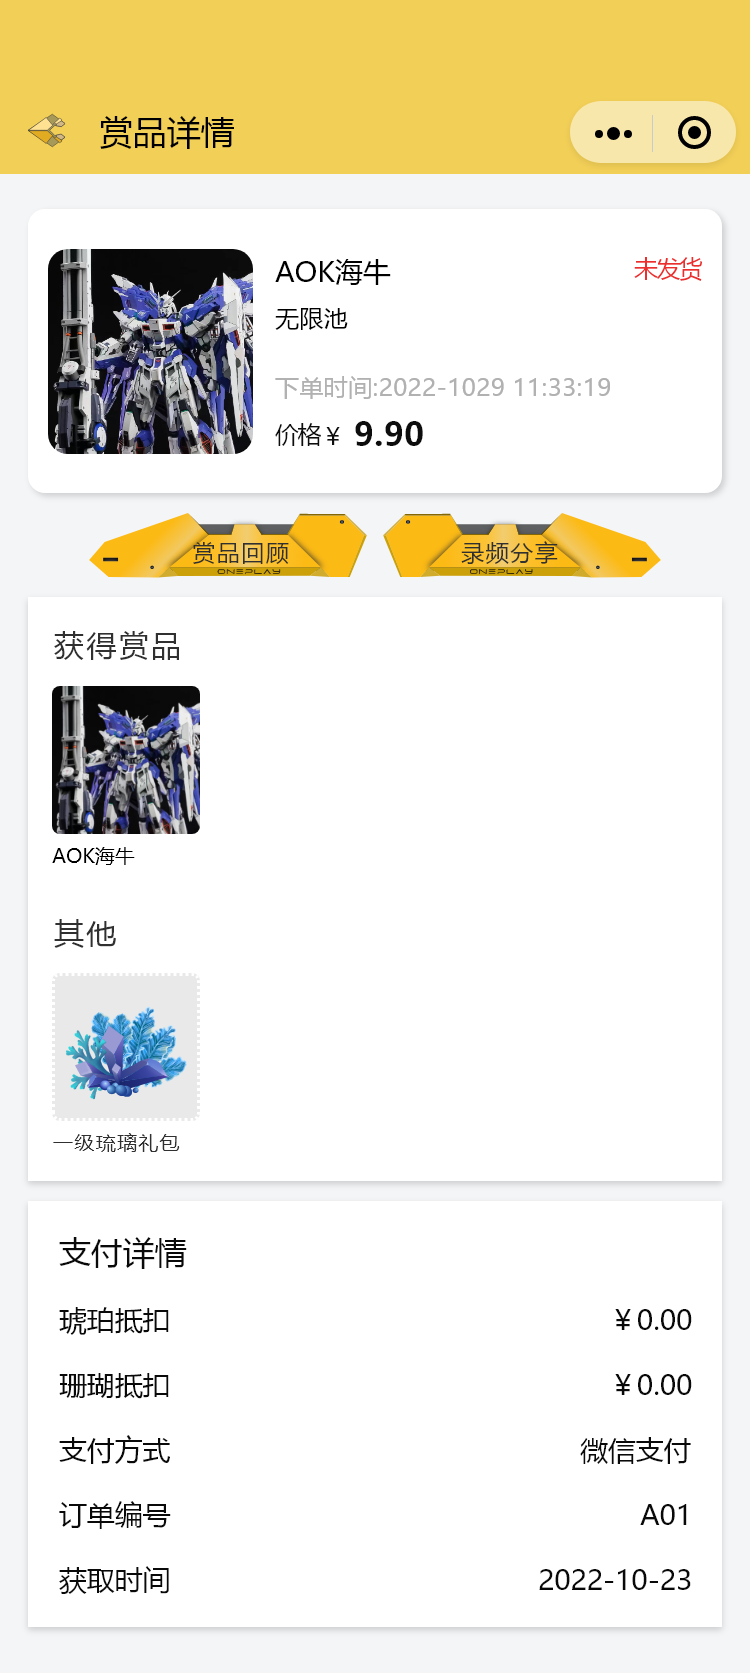 赏品详情
AOK海牛
未发货
无限池
下单时间:2022-1029 11:33:19
价格￥ 9.90
赏品回顾
ONEPLAY
录频分享
ONEPLAY
获得赏品
AOK海牛
其他
一级琉璃礼包
支付详情
琥珀抵扣 ￥0.00
珊瑚抵扣 ￥0.00
支付方式 微信支付
订单编号 A01
获取时间 2022-10-23